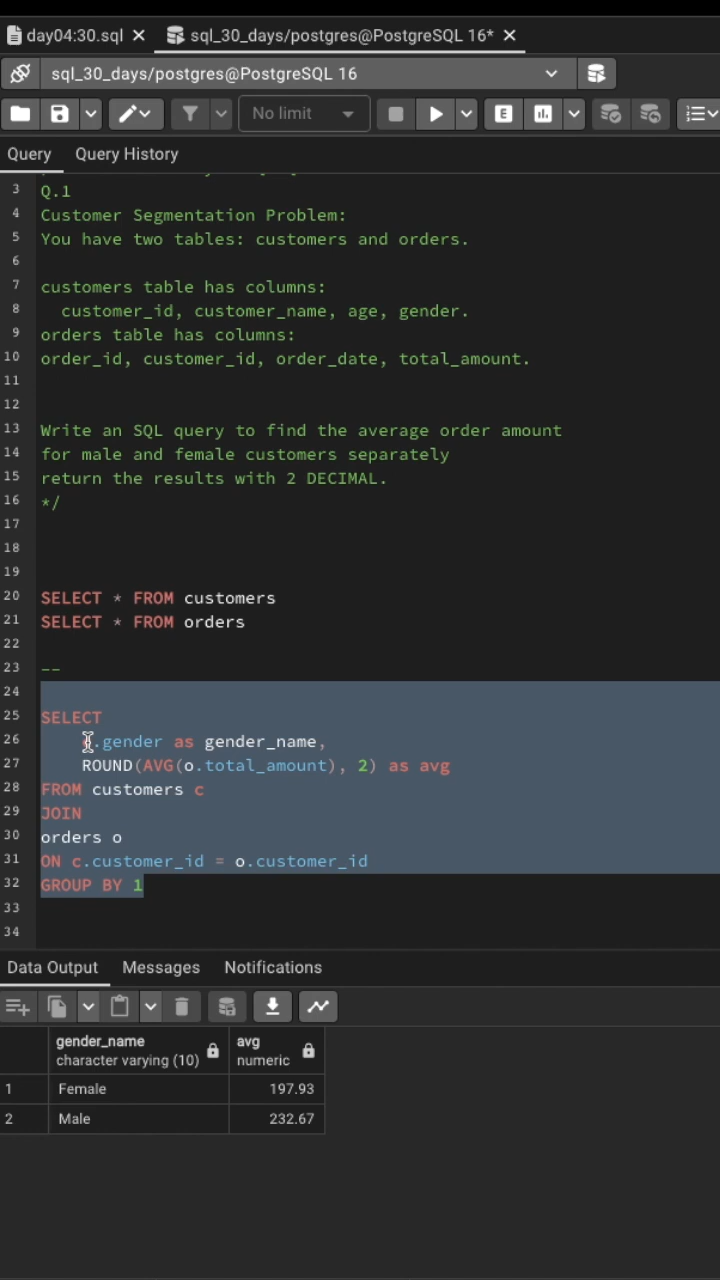 day04:30.sql
sql_30_days/postgres@PostgreSQL 16*
sql_30_days/postgres@PostgreSQL 16
No limit
E
Query Query History
3 Q.1
4 Customer Segmentation Problem:
5 You have two tables: customers and orders.
6
7 customers table has columns:
8 customer_id, customer_name, age, gender.
9 orders table has columns:
10 order_id, customer_id, order_date, total_amount.
11
12
13 Write an SQL query to find the average order amount
14 for male and female customers separately
15 return the results with 2 DECIMAL.
16 */
17
18
19
20 SELECT * FROM customers
21 SELECT * FROM orders
22
23 --
24
25 SELECT
26 .gender as gender_name,
27 ROUND(AVG(o.total_amount), 2) as avg
28 FROM customers c
29 JOIN
30 orders o
31 ON c.customer_id = o.customer_id
32 GROUP BY 1
33
34
Data Output Messages Notifications
gender_name avg
character varying (10) numeric
1 Female 197.93
2 Male 232.67